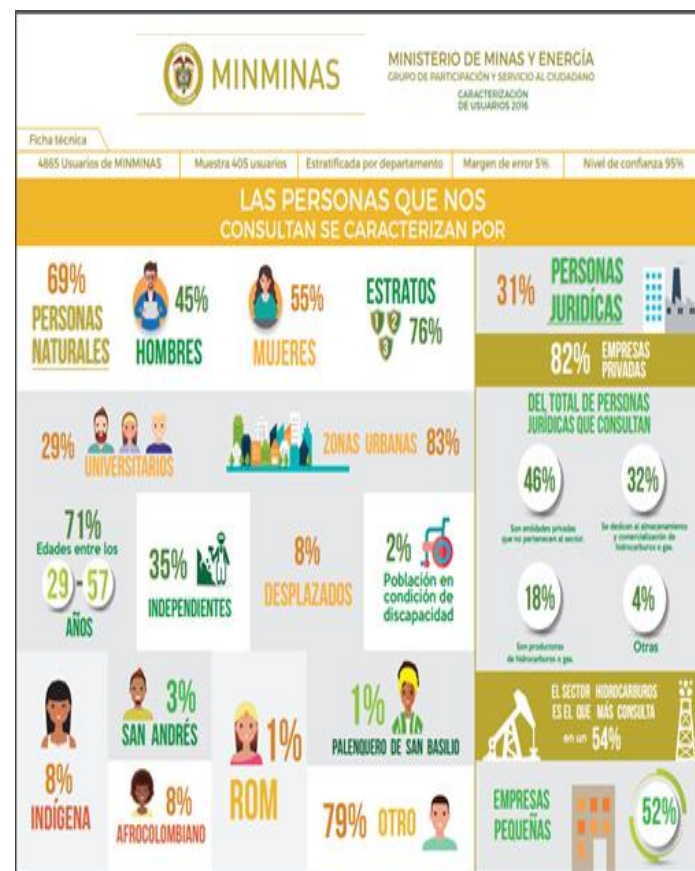 MINMINAS
MINISTERIO DE MINAS Y ENERGÍA
GRUPO DE PARTICIPACIÓN Y SERVICIO AL CIUDADANO
CARACTERIZACIÓN
DE USUARIOS 2016
Ficha técnica
4865 Usuarios de MINMINAS
Muestra 405 usuarios
Estratificada por departamento
Margen de error 5%
Nivel de confianza 95%
LAS PERSONAS QUE NOS
CONSULTAN SE CARACTERIZAN POR
69%
PERSONAS
NATURALES
45%
HOMBRES
55%
MUJERES
ESTRATOS
1 2
3
76%
29%
UNIVERSITARIOS
ZONAS URBANAS 83%
71%
Edades entre los
29 - 57
AÑOS
35%
INDEPENDIENTES
8%
DESPLAZADOS
2%
Población en
condición de
discapacidad
8%
INDÍGENA
3%
SAN ANDRÉS
8%
AFROCOLOMBIANO
1%
ROM
1%
PALENQUERO DE SAN BASILIO
79% OTRO
31%
PERSONAS
JURIDÍCAS
82% EMPRESAS
PRIVADAS
DEL TOTAL DE PERSONAS
JURÍDICAS QUE CONSULTAN
46%
Son entidades privadas
que no pertenecen al sector.
32%
Se dedican al almacenamiento
y comercialización de
hidrocarburos o gas.
18%
Son productores
de hidrocarburos o gas.
4%
Otras
EL SECTOR HIDROCARBUROS
ES EL QUE MÁS CONSULTA
en un 54%
EMPRESAS
PEQUEÑAS
52%